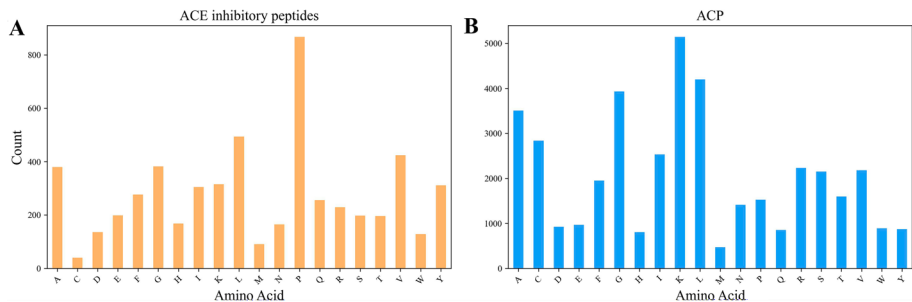 A
ACE inhibitory peptides
Count
800
600
400
200
0
A C D E F G H I K L M N P Q R S T V W Y
Amino Acid
B
ACP
5000
4000
3000
2000
1000
0
A C D E F G H I K L M N P Q R S T V W Y
Amino Acid